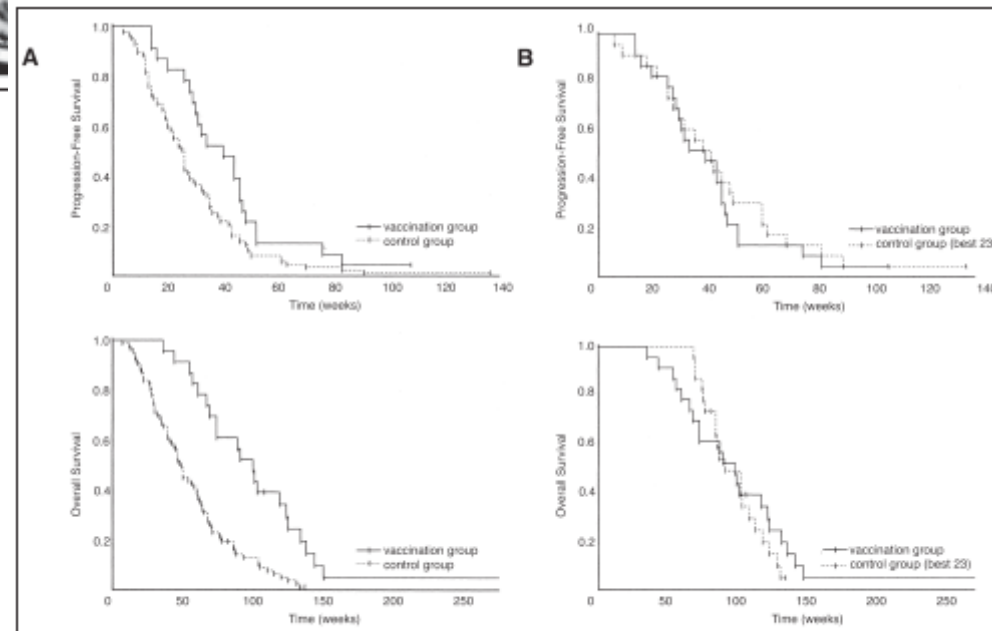 A
1.0
0.8
0.6
0.4
0.2
Progression-Free Survival
vaccination group
control group
0 20 40 60 80 100 120 140
Time (weeks)
B
1.0
0.8
0.6
0.4
0.2
Progression-Free Survival
vaccination group
control group (best 23
0 20 40 60 80 100 120 140
Time (weeks)
1.0
0.8
0.6
0.4
0.2
Overall Survival
vaccination group
control group
0 50 100 150 200 250
Time (weeks)
1.0
0.8
0.6
0.4
0.2
Overall Survival
vaccination group
control group (best 23)
0 50 100 150 200 250
Time (weeks)